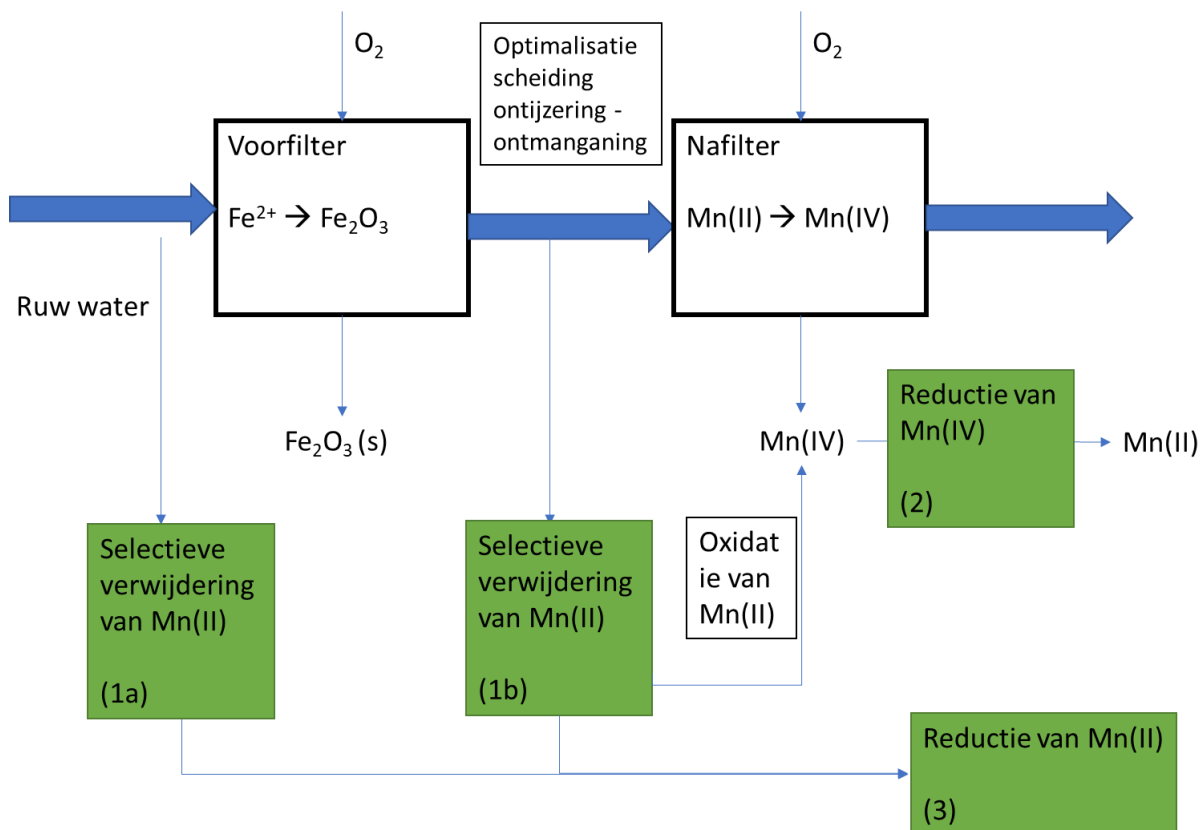 O₂
Optimalisatie
scheiding
ontijzering -
ontmanganing
O₂
Voorfilter
Fe²⁺ → Fe₂O₃
Nafilter
Mn(II) → Mn(IV)
Ruw water
Fe₂O₃ (s)
Mn(IV)
Reductie van
Mn(IV)
(2)
Mn(II)
Selectieve
verwijdering
van Mn(II)
(1a)
Selectieve
verwijdering
van Mn(II)
(1b)
Oxidat
ie van
Mn(II)
Reductie van Mn(II)
(3)